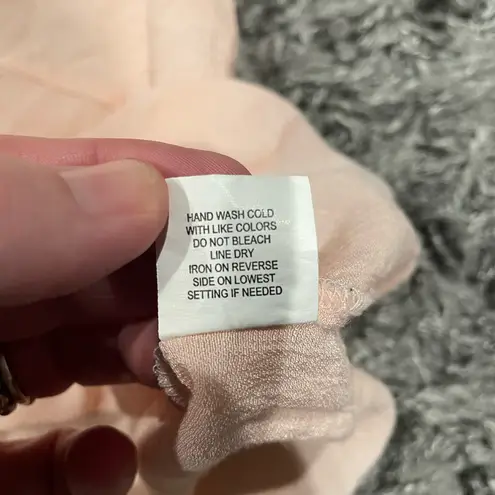 HAND WASH COLD
WITH LIKE COLORS
DO NOT BLEACH
LINE DRY
IRON ON REVERSE
SIDE ON LOWEST
SETTING IF NEEDED